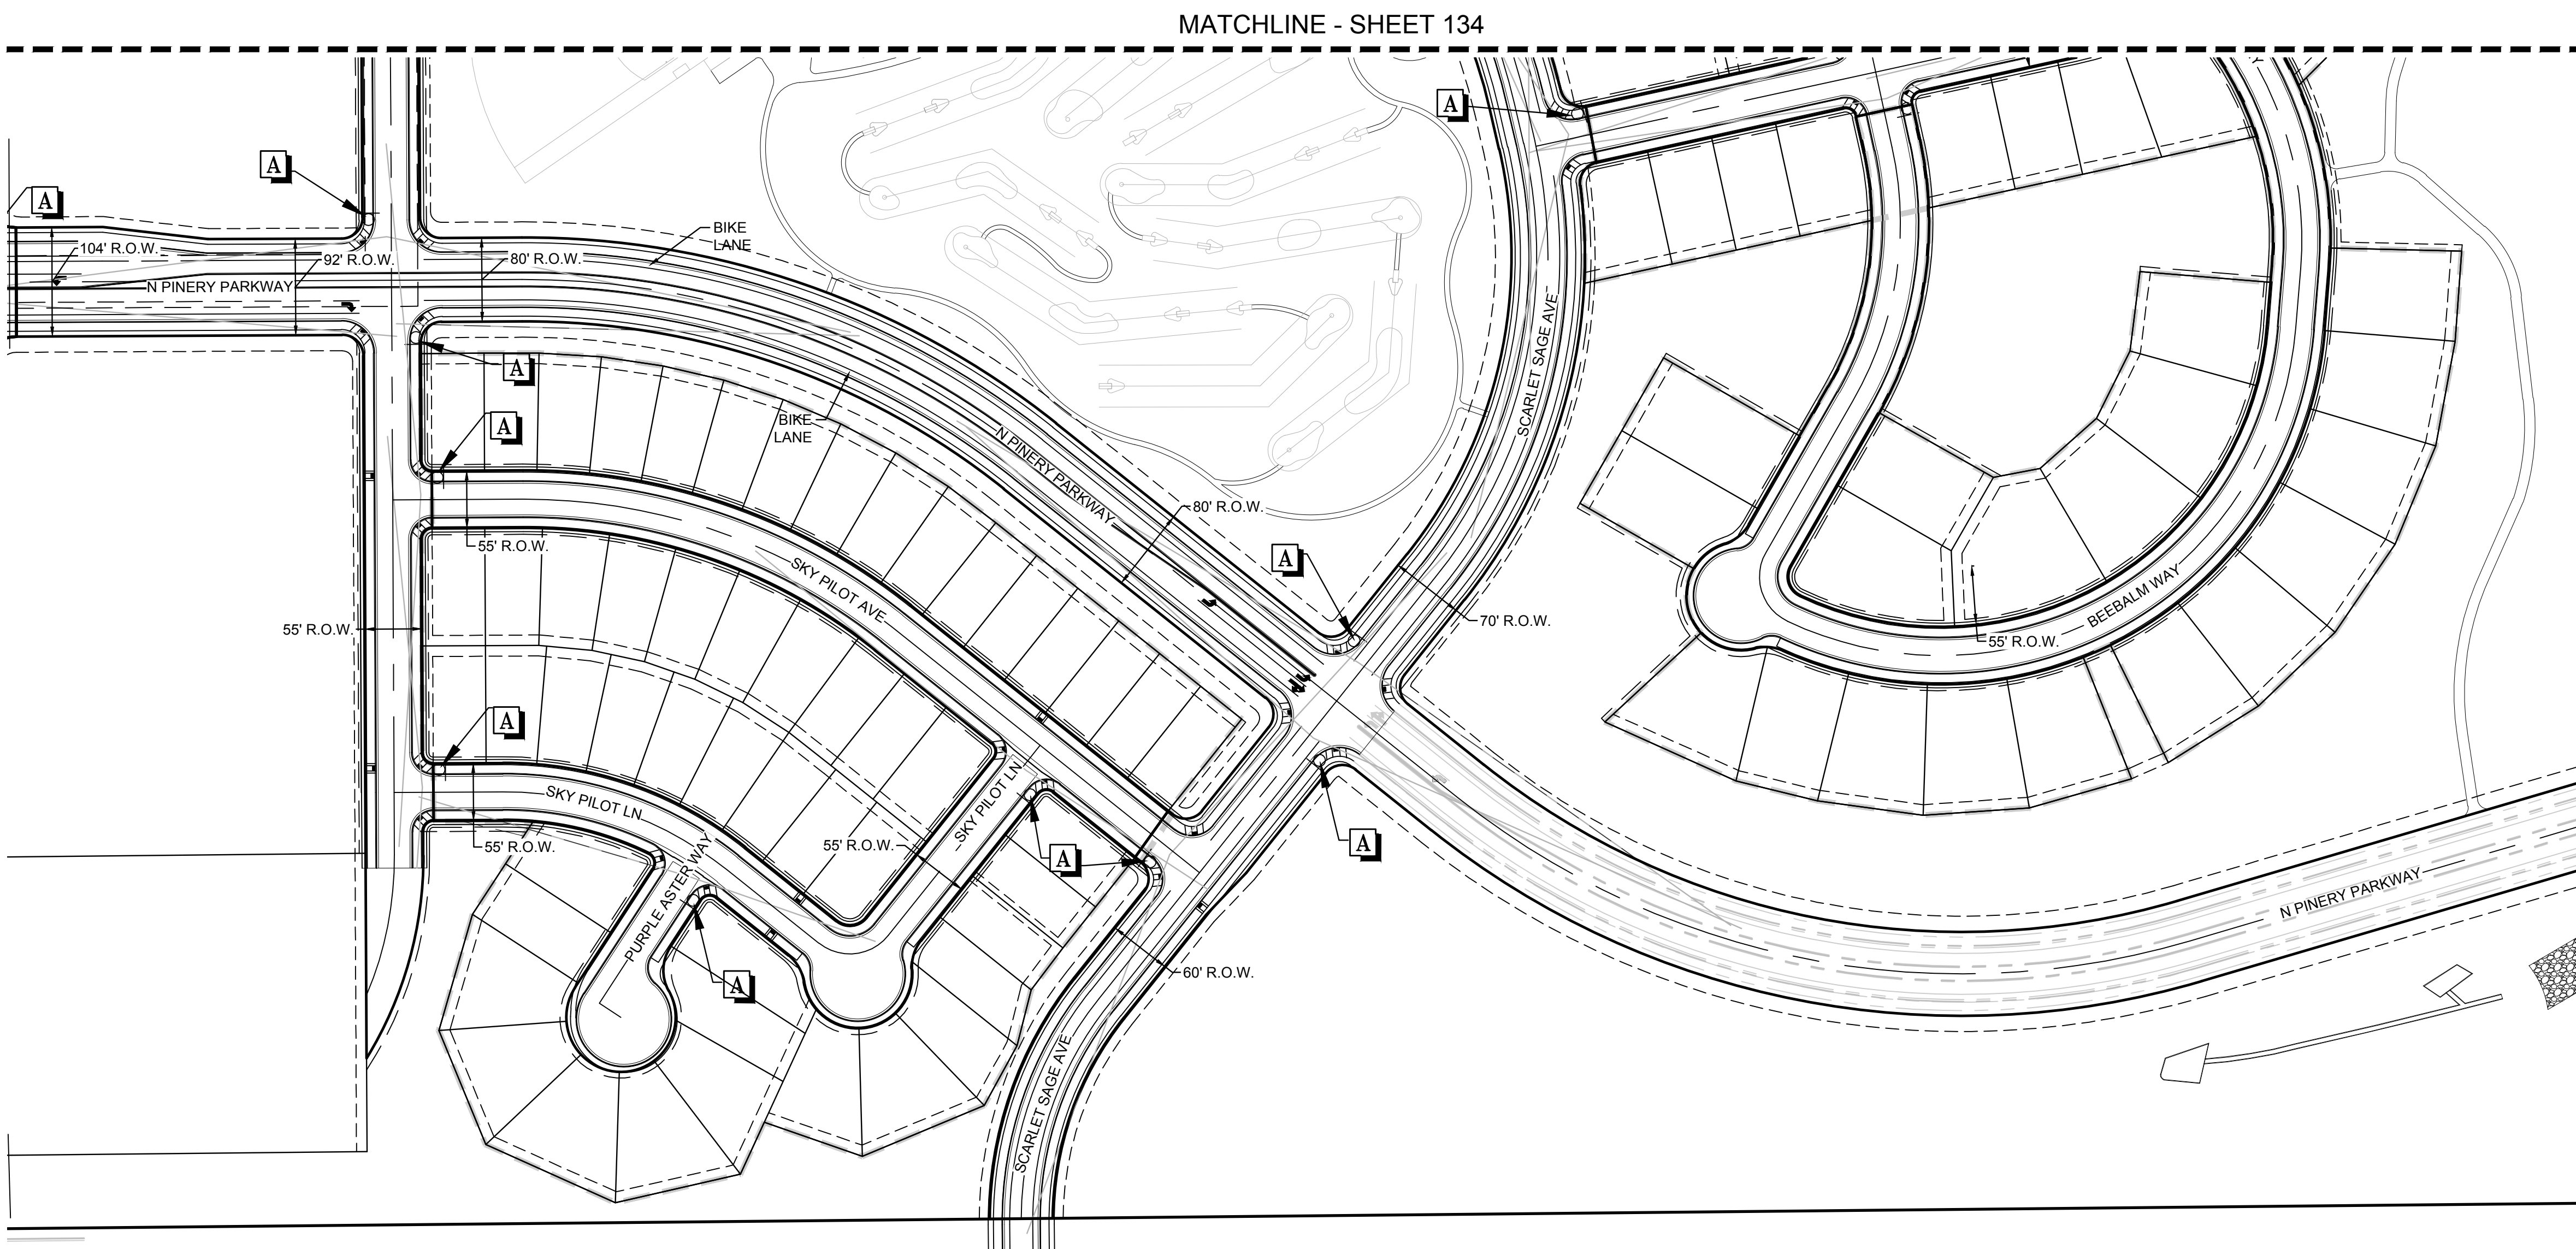 MATCHLINE - SHEET 134
A
A
A
BIKE
LANE
104' R.O.W.
92' R.O.W.
80' R.O.W.
N PINERY PARKWAY
SCARLET SAGE AVE
A
A
BIKE
LANE
N PINERY PARKWAY
80' R.O.W.
55' R.O.W.
A
SKY PILOT AVE
BEEBALM WAY
55' R.O.W.
70' R.O.W.
55' R.O.W.
A
SKY PILOT LN
SKY PILOT LN
55' R.O.W.
55' R.O.W.
A
A
PURPLE ASTER WAY
N PINERY PARKWAY
60' R.O.W.
A
SCARLET SAGE AVE